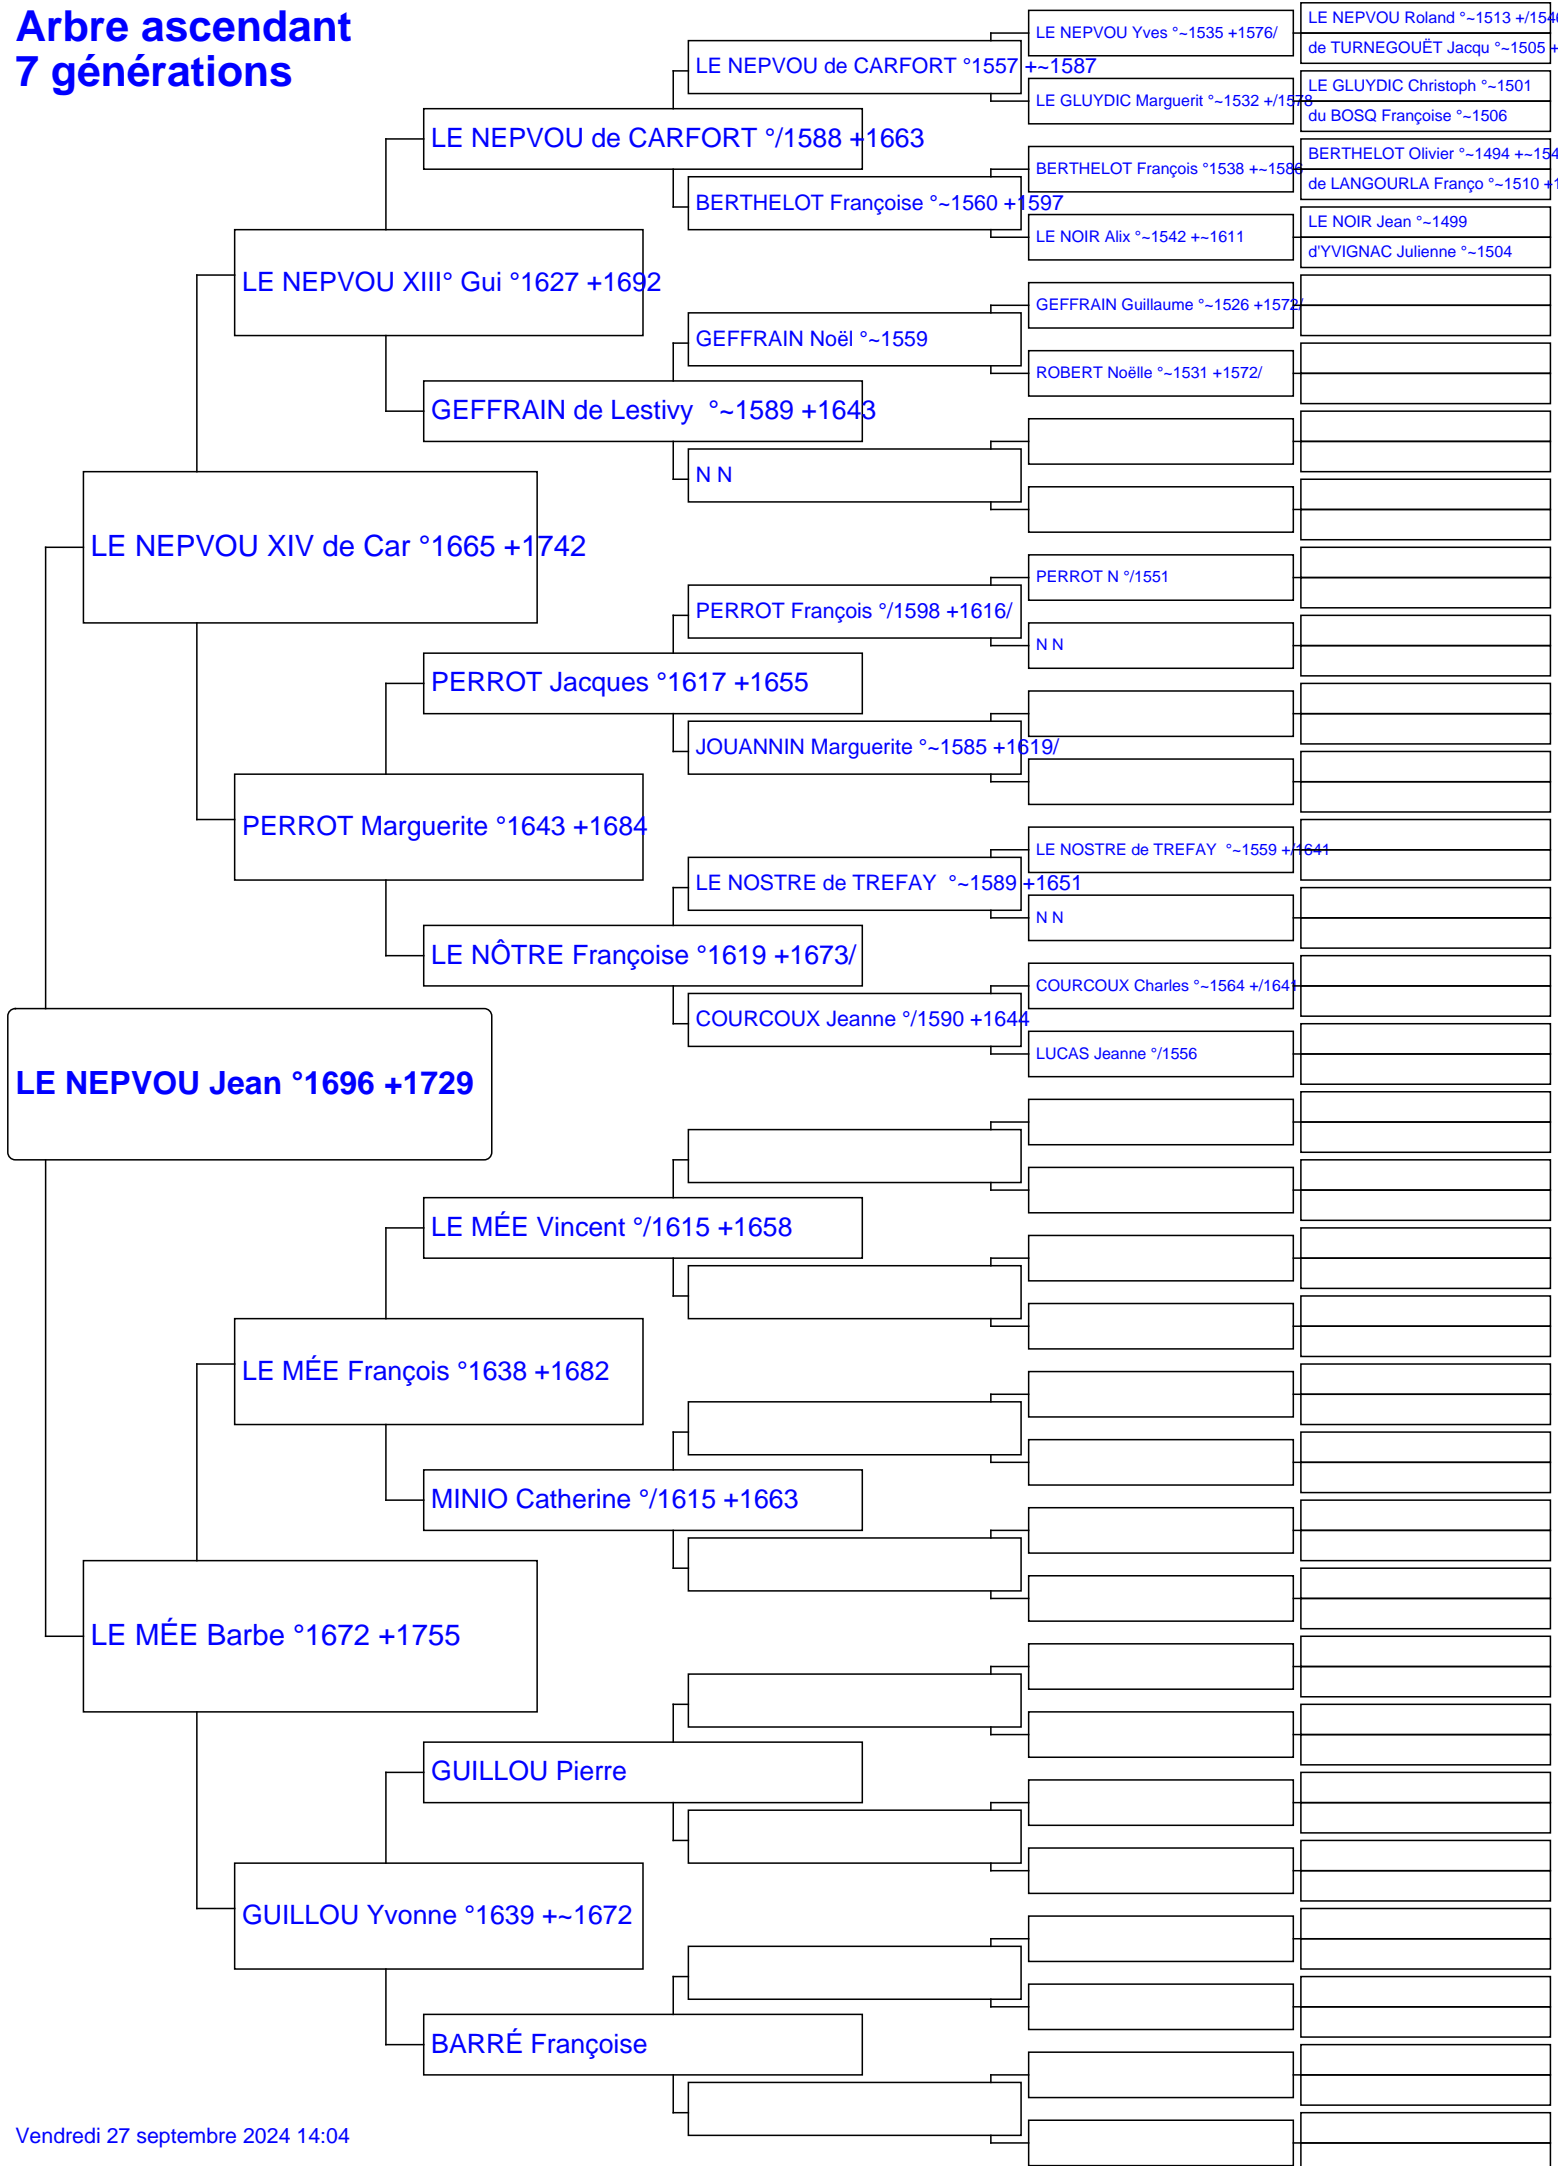 Arbre ascendant
7 générations
LE NEPVOU Roland °~1513 +/1546
LE NEPVOU Yves °~1535 +1576/
de TURNEGOUËT Jacqu °~1505 +
LE NEPVOU de CARFORT °1557 +~1587
LE GLUYDIC Christoph °~1501
LE GLUYDIC Marguerit °~1532 +/1578
du BOSQ Françoise °~1506
LE NEPVOU de CARFORT °/1588 +1663
BERTHELOT Olivier °~1494 +~154
BERTHELOT François °1538 +~1586
de LANGOURLA Franço °~1510 +1
BERTHELOT Françoise °~1560 +1597
LE NOIR Jean °~1499
LE NOIR Alix °~1542 +~1611
d'YVIGNAC Julienne °~1504
LE NEPVOU XIII° Gui °1627 +1692
GEFFRAIN Guillaume °~1526 +1572/
GEFFRAIN Noël °~1559
ROBERT Noëlle °~1531 +1572/
GEFFRAIN de Lestivy °~1589 +1643
N N
LE NEPVOU XIV de Car °1665 +1742
PERROT N °/1551
PERROT François °/1598 +1616/
N N
PERROT Jacques °1617 +1655
JOUANNIN Marguerite °~1585 +1619/
PERROT Marguerite °1643 +1684
LE NOSTRE de TREFAY °~1559 +/1641
LE NOSTRE de TREFAY °~1589 +1651
N N
LE NÔTRE Françoise °1619 +1673/
COURCOUX Charles °~1564 +/1641
COURCOUX Jeanne °/1590 +1644
LUCAS Jeanne °/1556
LE NEPVOU Jean °1696 +1729
LE MÉE Vincent °/1615 +1658
LE MÉE François °1638 +1682
MINIO Catherine °/1615 +1663
LE MÉE Barbe °1672 +1755
GUILLOU Pierre
GUILLOU Yvonne °1639 +~1672
BARRÉ Françoise
Vendredi 27 septembre 2024 14:04